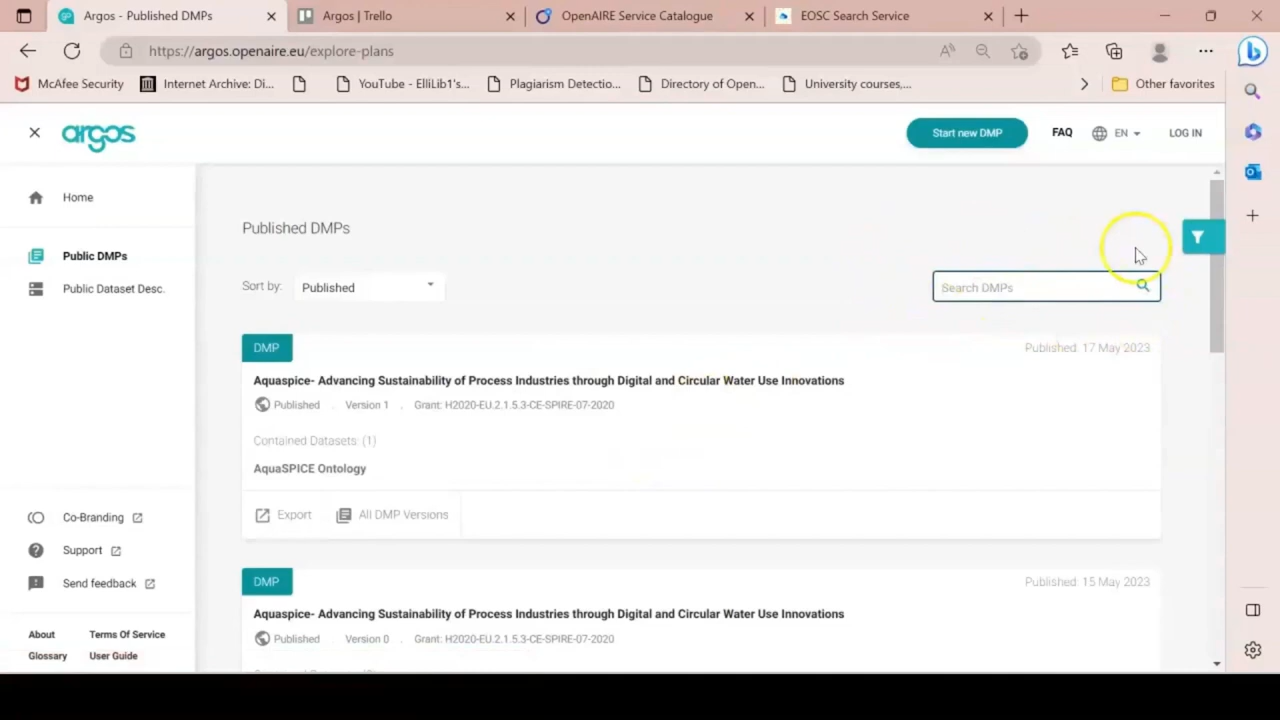 Argos - Published DMPs
Argos | Trello
OpenAIRE Service Catalogue
EOSC Search Service
https://argos.openaire.eu/explore-plans
McAfee Security
Internet Archive: Di...
YouTube - ElliLib1's...
Plagiarism Detectio...
Directory of Open...
University courses,...
Other favorites
argos
Start new DMP
FAQ
EN
LOG IN
Home
Public DMPs
Public Dataset Desc.
Published DMPs
Sort by:
Published
Search DMPs
DMP
Published: 17 May 2023
Aquaspice- Advancing Sustainability of Process Industries through Digital and Circular Water Use Innovations
Published . Version 1 . Grant: H2020-EU.2.1.5.3-CE-SPIRE-07-2020
Contained Datasets: (1)
AquaSPICE Ontology
Export
All DMP Versions
DMP
Published: 15 May 2023
Aquaspice- Advancing Sustainability of Process Industries through Digital and Circular Water Use Innovations
Published . Version 0 . Grant: H2020-EU.2.1.5.3-CE-SPIRE-07-2020
Co-Branding
Support
Send feedback
About
Terms Of Service
Glossary
User Guide